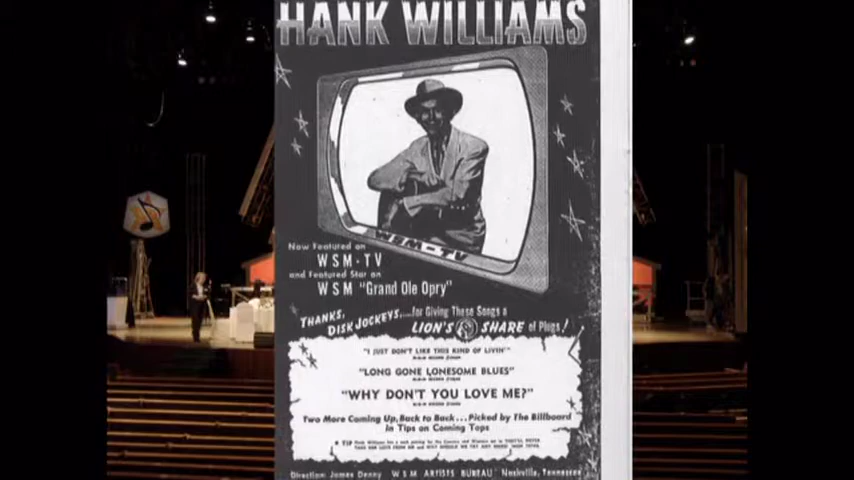 HANK WILLIAMS
WSM-TV
Now Featured on
WSM-TV
and Featured Star on
WSM "Grand Ole Opry"
THANKS,
DISK JOCKEYS,....for Giving These Songs a
LION'S SHARE of Plugs!
"I JUST DON'T LIKE THIS KIND OF LIVIN'"
"LONG GONE LONESOME BLUES"
"WHY DON'T YOU LOVE ME?"
Two More Coming Up, Back to Back...Picked by The Billboard
in Tips on Coming Tops
TIP
Direction: James Denny WSM ARTISTS BUREAU Nashville, Tennessee